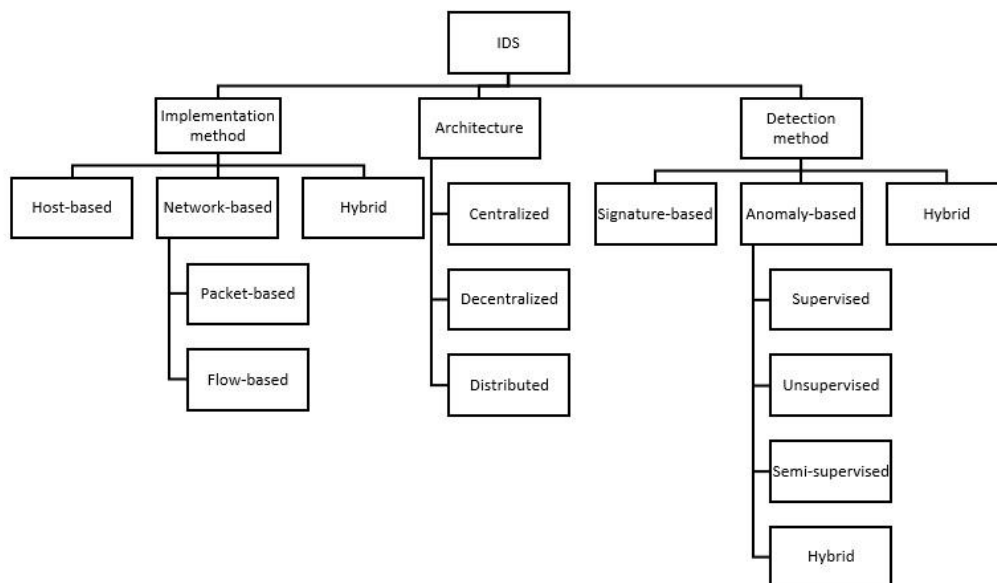 IDS
Implementation
method
Architecture
Detection
method
Host-based
Network-based
Hybrid
Signature-based
Anomaly-based
Hybrid
Centralized
Packet-based
Supervised
Decentralized
Flow-based
Unsupervised
Distributed
Semi-supervised
Hybrid